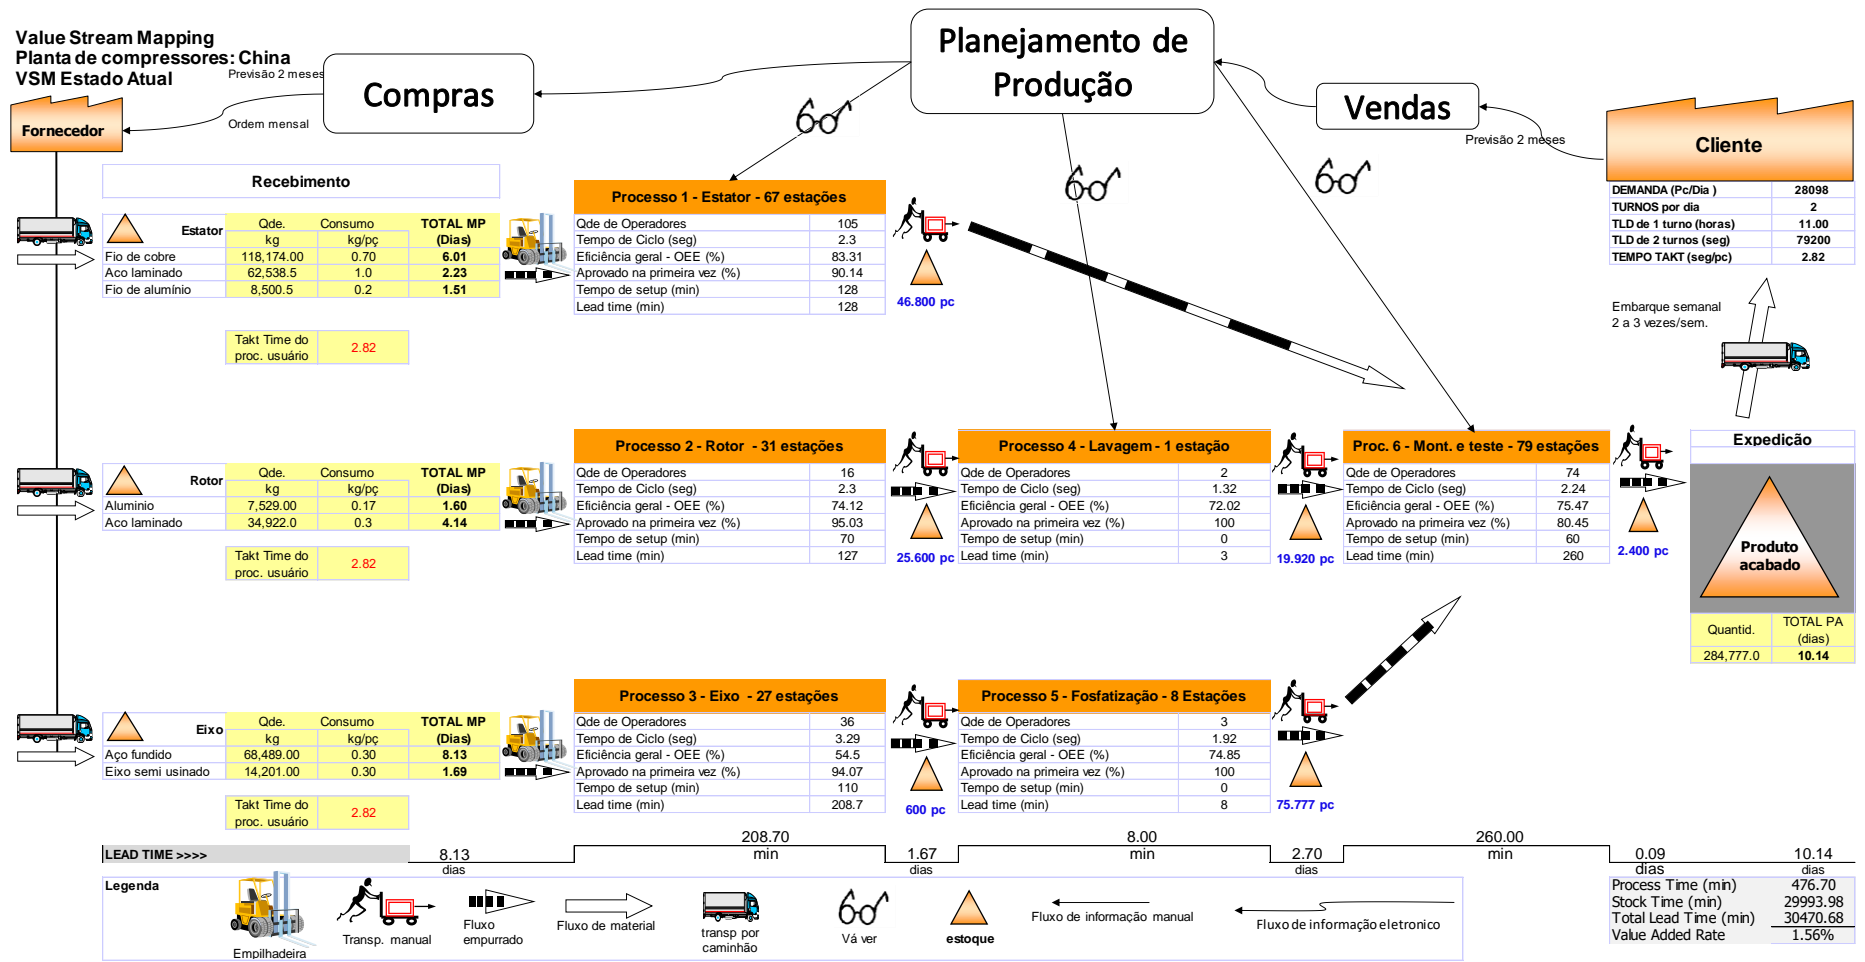 Value Stream Mapping
Planta de compressores: China
VSM Estado Atual
Previsão 2 meses
Compras
Planejamento de
Produção
Vendas
Previsão 2 meses
Fornecedor
Ordem mensal
Cliente
DEMANDA (Pc/Dia ) 28098
TURNOS por dia 2
TLD de 1 turno (horas) 11.00
TLD de 2 turnos (seg) 79200
TEMPO TAKT (seg/pc) 2.82
Embarque semanal
2 a 3 vezes/sem.
Recebimento
Estator Qde. Consumo TOTAL MP
kg kg/pç (Dias)
Fio de cobre 118,174.00 0.70 6.01
Aco laminado 62,538.5 1.0 2.23
Fio de alumínio 8,500.5 0.2 1.51
Takt Time do
proc. usuário 2.82
Processo 1 - Estator - 67 estações
Qde de Operadores 105
Tempo de Ciclo (seg) 2.3
Eficiência geral - OEE (%) 83.31
Aprovado na primeira vez (%) 90.14
Tempo de setup (min) 128
Lead time (min) 128
46.800 pc
Rotor Qde. Consumo TOTAL MP
kg kg/pç (Dias)
Aluminio 7,529.00 0.17 1.60
Aco laminado 34,922.0 0.3 4.14
Takt Time do
proc. usuário 2.82
Processo 2 - Rotor - 31 estações
Qde de Operadores 16
Tempo de Ciclo (seg) 2.3
Eficiência geral - OEE (%) 74.12
Aprovado na primeira vez (%) 95.03
Tempo de setup (min) 70
Lead time (min) 127
25.600 pc
Processo 4 - Lavagem - 1 estação
Qde de Operadores 2
Tempo de Ciclo (seg) 1.32
Eficiência geral - OEE (%) 72.02
Aprovado na primeira vez (%) 100
Tempo de setup (min) 0
Lead time (min) 3
19.920 pc
Proc. 6 - Mont. e teste - 79 estações
Qde de Operadores 74
Tempo de Ciclo (seg) 2.24
Eficiência geral - OEE (%) 75.47
Aprovado na primeira vez (%) 80.45
Tempo de setup (min) 60
Lead time (min) 260
2.400 pc
Expedição
Produto
acabado
Quantid. TOTAL PA
(dias)
284,777.0 10.14
Eixo Qde. Consumo TOTAL MP
kg kg/pç (Dias)
Aço fundido 68,489.00 0.30 8.13
Eixo semi usinado 14,201.00 0.30 1.69
Takt Time do
proc. usuário 2.82
Processo 3 - Eixo - 27 estações
Qde de Operadores 36
Tempo de Ciclo (seg) 3.29
Eficiência geral - OEE (%) 54.5
Aprovado na primeira vez (%) 94.07
Tempo de setup (min) 110
Lead time (min) 208.7
600 pc
Processo 5 - Fosfatização - 8 Estações
Qde de Operadores 3
Tempo de Ciclo (seg) 1.92
Eficiência geral - OEE (%) 74.85
Aprovado na primeira vez (%) 100
Tempo de setup (min) 0
Lead time (min) 8
75.777 pc
208.70 8.00 260.00
LEAD TIME >>>> 8.13 min 1.67 min 2.70 min 0.09 10.14
dias dias dias dias dias
Legenda
Empilhadeira
Transp. manual
Fluxo
empurrado
Fluxo de material
transp por
caminhão
Vá ver
estoque
Fluxo de informação manual
Fluxo de informação eletronico
Process Time (min) 476.70
Stock Time (min) 29993.98
Total Lead Time (min) 30470.68
Value Added Rate 1.56%